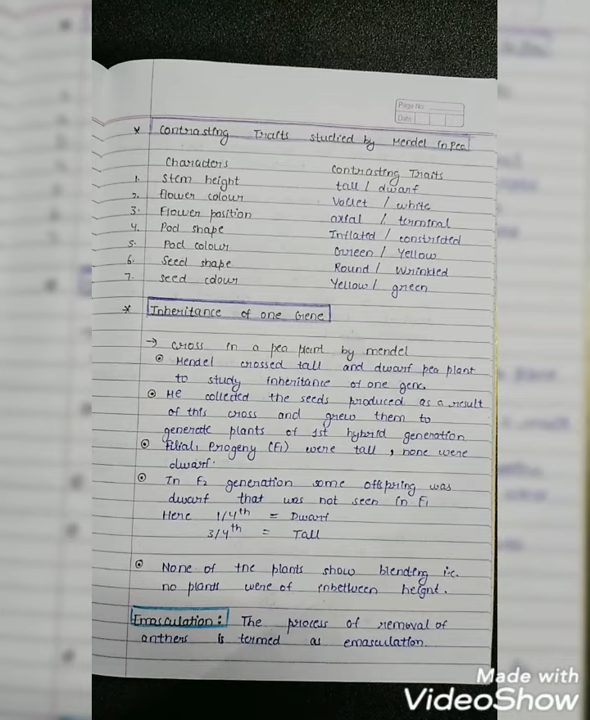 Page No.
Date
* Contrasting Traits studied by Mendel in Pea
Characters Contrasting Traits
1. Stem height tall / dwarf
2. flower colour Voilet / white
3. Flower position axial / terminal
4. Pod shape Inflated / constricted
5. Pod colour Green / Yellow
6. Seed shape Round / Wrinkled
7. seed colour Yellow / green
* Inheritance of one Gene
→ cross in a pea plant by mendel
Mendel crossed tall and dwarf pea plant
to study inheritance of one gene.
He collected the seeds produced as a result
of this cross and grew them to
generate plants of 1st hybrid generation
Filial1 Progeny (F1) were tall, none were
dwarf.
In F2 generation some offspring was
dwarf that was not seen in F1
Here 1/4th = Dwarf
3/4th = Tall
None of the plants show blending i.e.
no plants were of inbetween height.
Emasculation: The process of removal of
anthers is termed as emasculation.
Made with
VideoShow